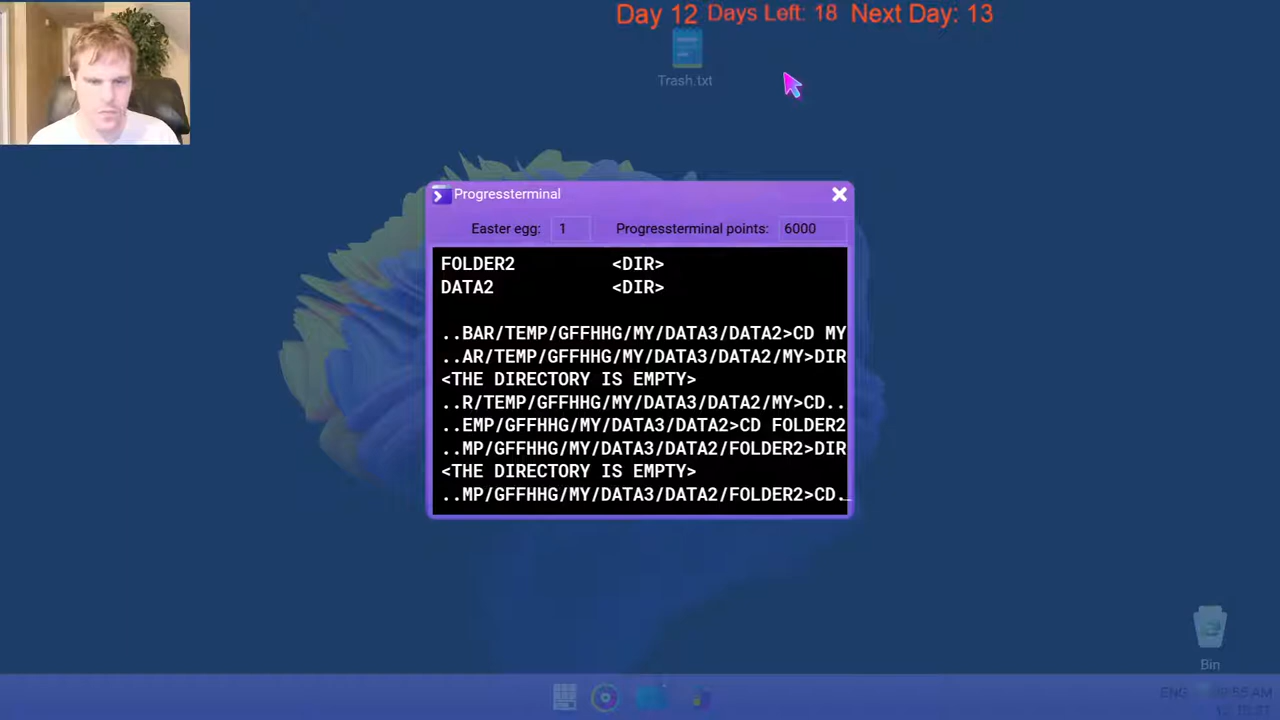 Day 12 Days Left: 18 Next Day: 13
Trash.txt
Progressterminal
Easter egg: 1 Progressterminal points: 6000
FOLDER2 <DIR>
DATA2 <DIR>
..BAR/TEMP/GFFHHG/MY/DATA3/DATA2>CD MY
..AR/TEMP/GFFHHG/MY/DATA3/DATA2/MY>DIR
<THE DIRECTORY IS EMPTY>
..R/TEMP/GFFHHG/MY/DATA3/DATA2/MY>CD..
..EMP/GFFHHG/MY/DATA3/DATA2>CD FOLDER2
..MP/GFFHHG/MY/DATA3/DATA2/FOLDER2>DIR
<THE DIRECTORY IS EMPTY>
..MP/GFFHHG/MY/DATA3/DATA2/FOLDER2>CD._
Bin
ENG